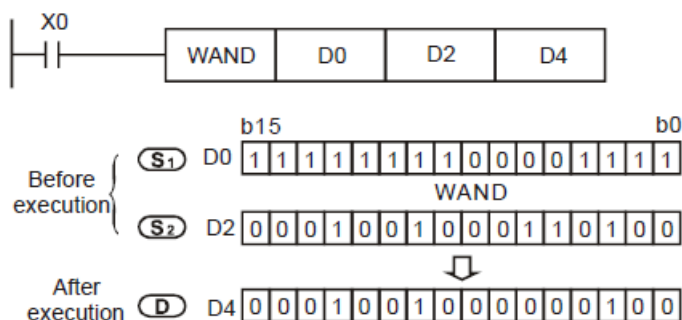 X0
WAND D0 D2 D4
b15 b0
S1 D0 1 1 1 1 1 1 1 1 0 0 0 0 1 1 1 1
Before execution
WAND
S2 D2 0 0 0 1 0 0 1 0 0 0 1 1 0 1 0 0
After execution D D4 0 0 0 1 0 0 1 0 0 0 0 0 0 1 0 0